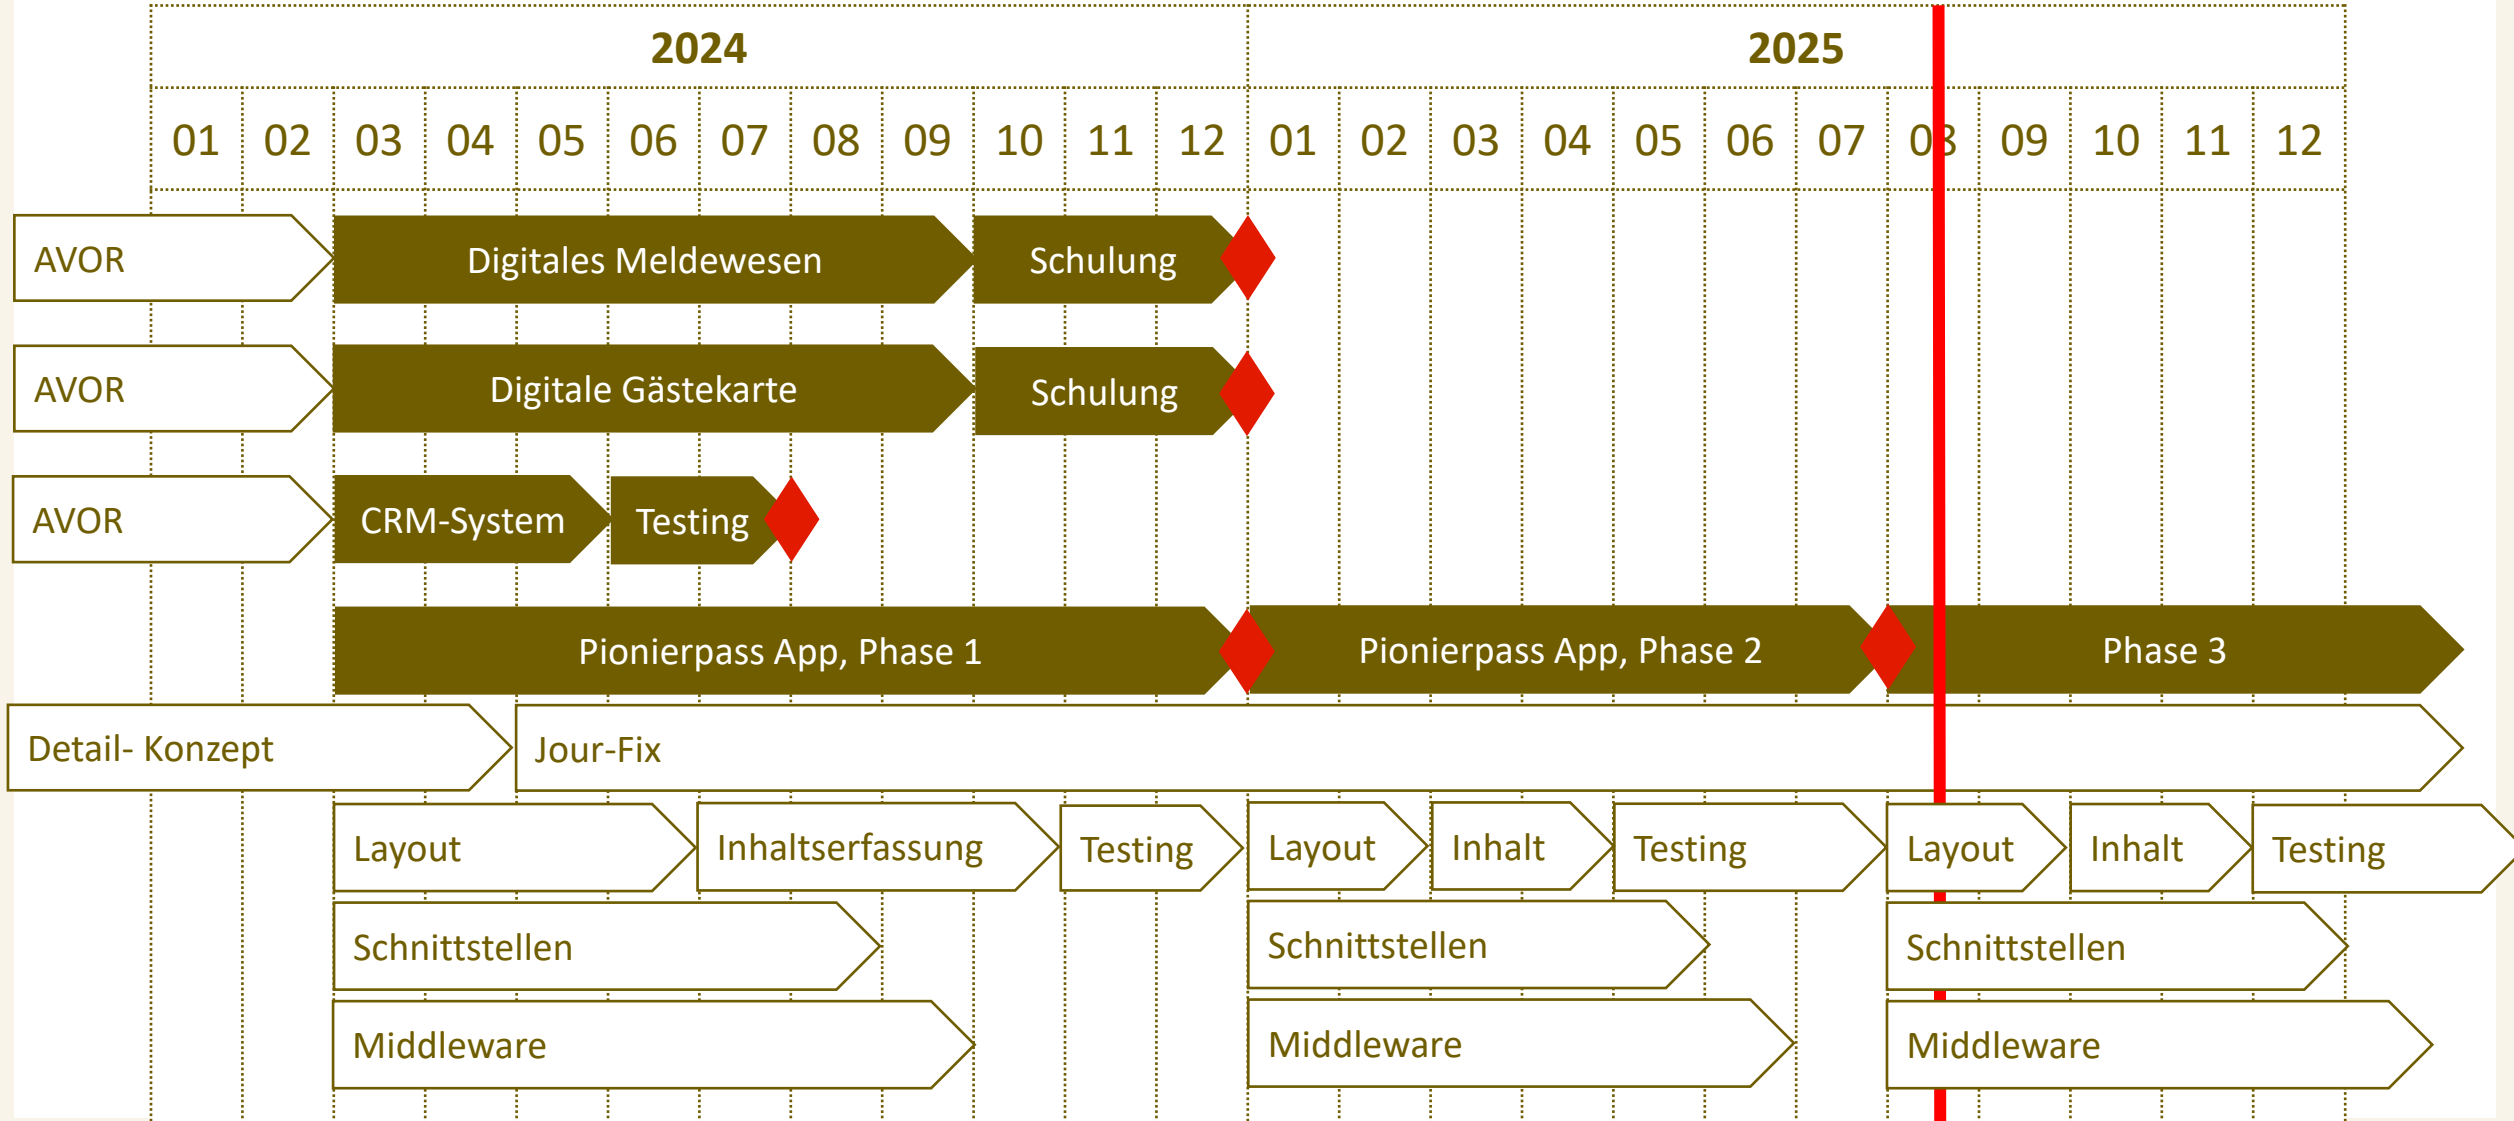 2024 2025
01 02 03 04 05 06 07 08 09 10 11 12 01 02 03 04 05 06 07 08 09 10 11 12
AVOR Digitales Meldewesen Schulung
AVOR Digitale Gästekarte Schulung
AVOR CRM-System Testing
Pionierpass App, Phase 1 Pionierpass App, Phase 2 Phase 3
Detail- Konzept Jour-Fix
Layout Inhaltserfassung Testing Layout Inhalt Testing Layout Inhalt Testing
Schnittstellen Schnittstellen Schnittstellen
Middleware Middleware Middleware